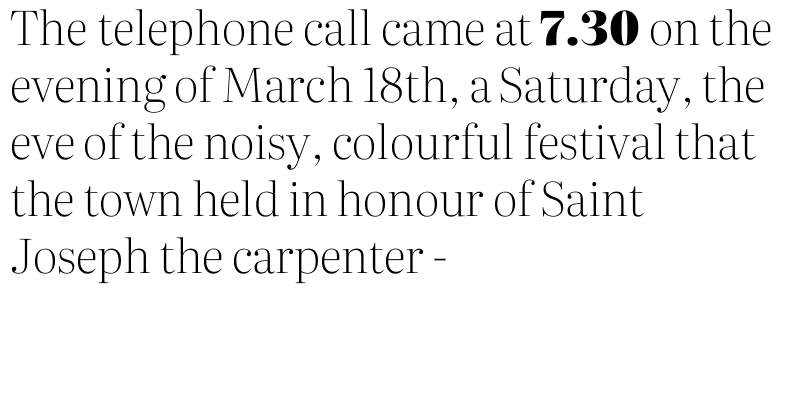 The telephone call came at 7.30 on the
evening of March 18th, a Saturday, the
eve of the noisy, colourful festival that
the town held in honour of Saint
Joseph the carpenter -